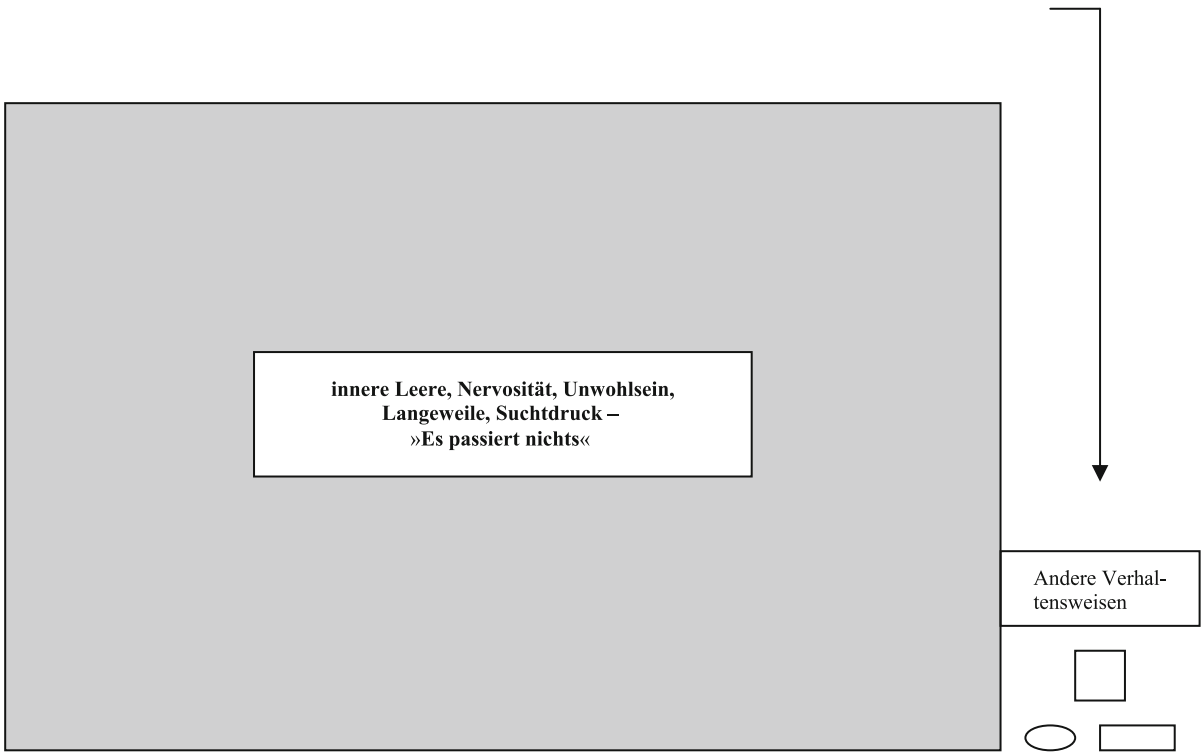 innere Leere, Nervosität, Unwohlsein,
Langeweile, Suchtdruck –
»Es passiert nichts«
Andere Verhal-
tensweisen